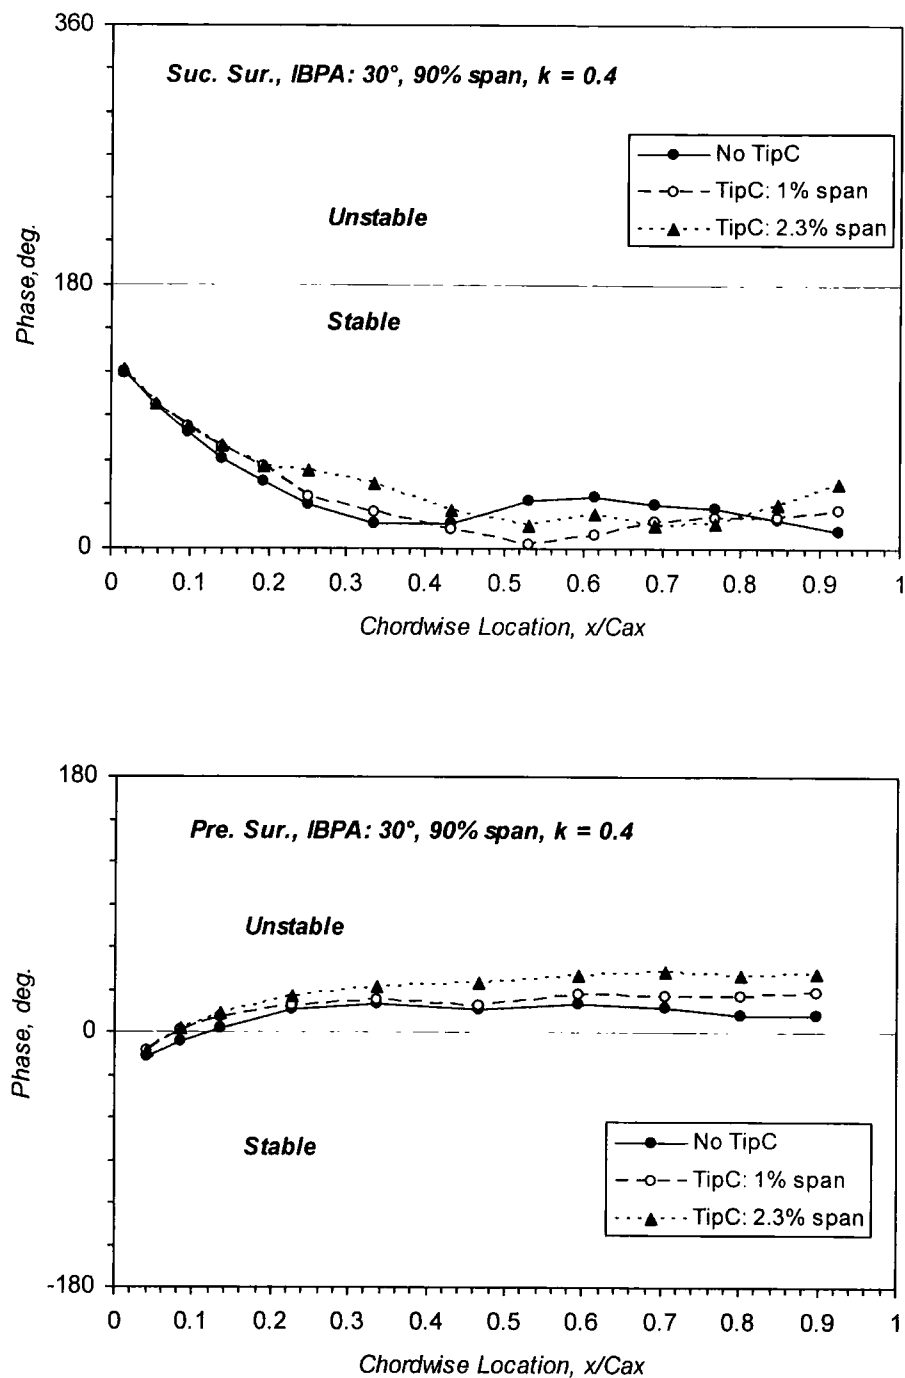 360
Suc. Sur., IBPA: 30°, 90% span, k = 0.4
No TipC
TipC: 1% span
TipC: 2.3% span
Unstable
Phase,deg.
180
Stable
0
0 0.1 0.2 0.3 0.4 0.5 0.6 0.7 0.8 0.9 1
Chordwise Location, x/Cax
180
Pre. Sur., IBPA: 30°, 90% span, k = 0.4
Unstable
Phase, deg.
0
Stable
No TipC
TipC: 1% span
TipC: 2.3% span
-180
0 0.1 0.2 0.3 0.4 0.5 0.6 0.7 0.8 0.9 1
Chordwise Location, x/Cax